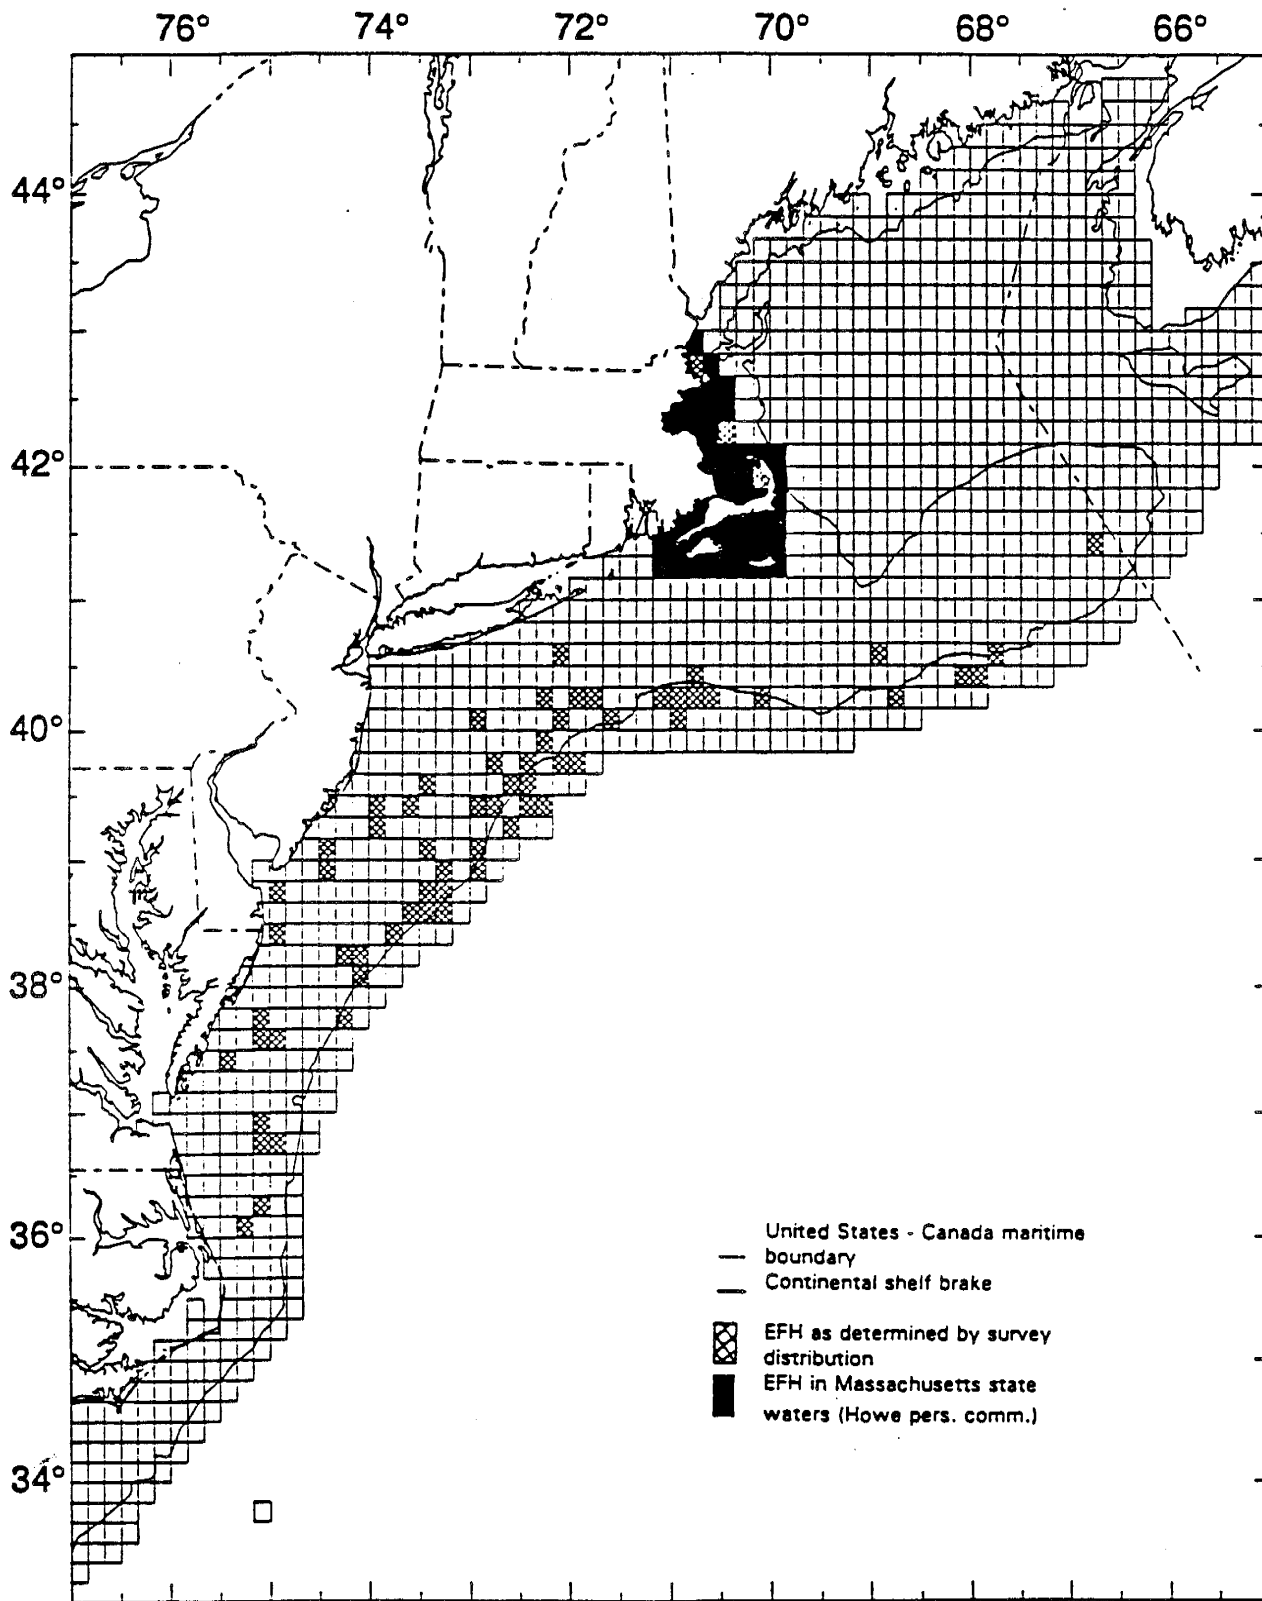 76° 74° 72° 70° 68° 66°
44°
42°
40°
38°
36°
34°
United States - Canada maritime
boundary
Continental shelf brake
EFH as determined by survey
distribution
EFH in Massachusetts state
waters (Howe pers. comm.)